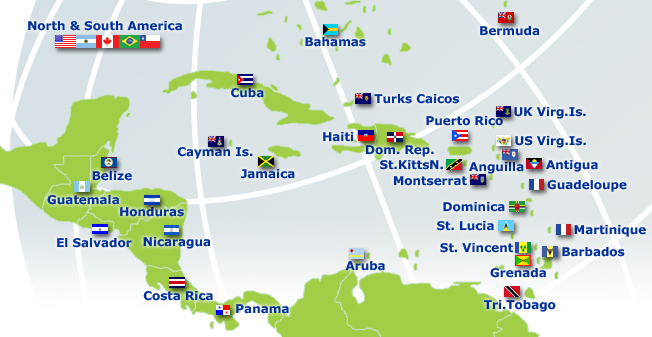 North & South America
Bermuda
Bahamas
Cuba
Turks Caicos
UK Virg.Is.
Puerto Rico
Haiti
Dom. Rep.
US Virg.Is.
Cayman Is.
Jamaica
St.KittsN.
Anguilla
Antigua
Belize
Montserrat
Guadeloupe
Guatemala
Honduras
Dominica
St. Lucia
Martinique
El Salvador
Nicaragua
St. Vincent
Barbados
Aruba
Grenada
Costa Rica
Panama
Tri.Tobago